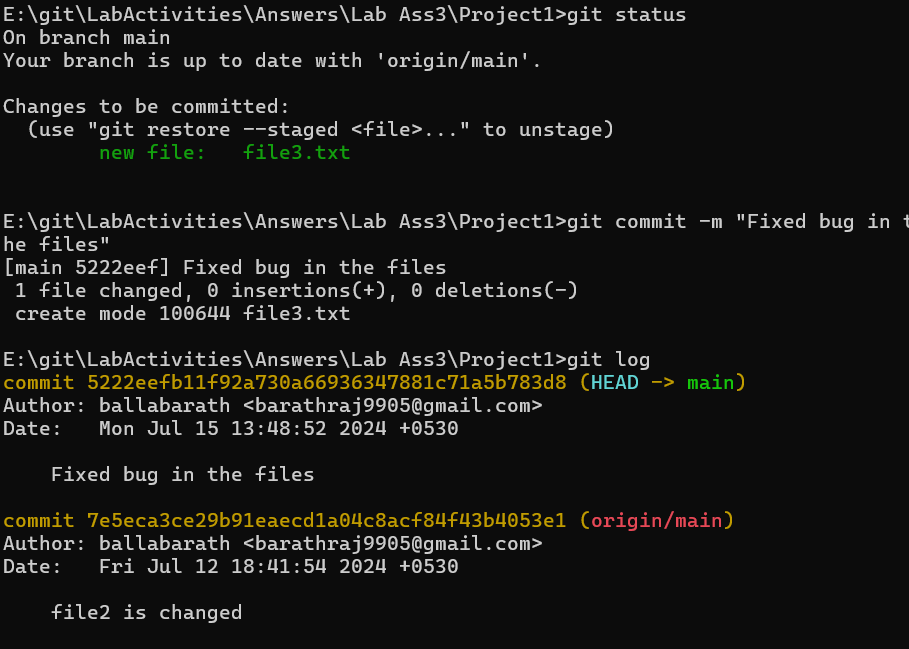 E:\git\LabActivities\Answers\Lab Ass3\Project1>git status
On branch main
Your branch is up to date with 'origin/main'.
Changes to be committed:
  (use "git restore --staged <file>..." to unstage)
        new file:   file3.txt
E:\git\LabActivities\Answers\Lab Ass3\Project1>git commit -m "Fixed bug in t
he files"
[main 5222eef] Fixed bug in the files
 1 file changed, 0 insertions(+), 0 deletions(-)
 create mode 100644 file3.txt
E:\git\LabActivities\Answers\Lab Ass3\Project1>git log
commit 5222eefb11f92a730a66936347881c71a5b783d8 (HEAD -> main)
Author: ballabarath <barathraj9905@gmail.com>
Date:   Mon Jul 15 13:48:52 2024 +0530
    Fixed bug in the files
commit 7e5eca3ce29b91eaecd1a04c8acf84f43b4053e1 (origin/main)
Author: ballabarath <barathraj9905@gmail.com>
Date:   Fri Jul 12 18:41:54 2024 +0530
    file2 is changed